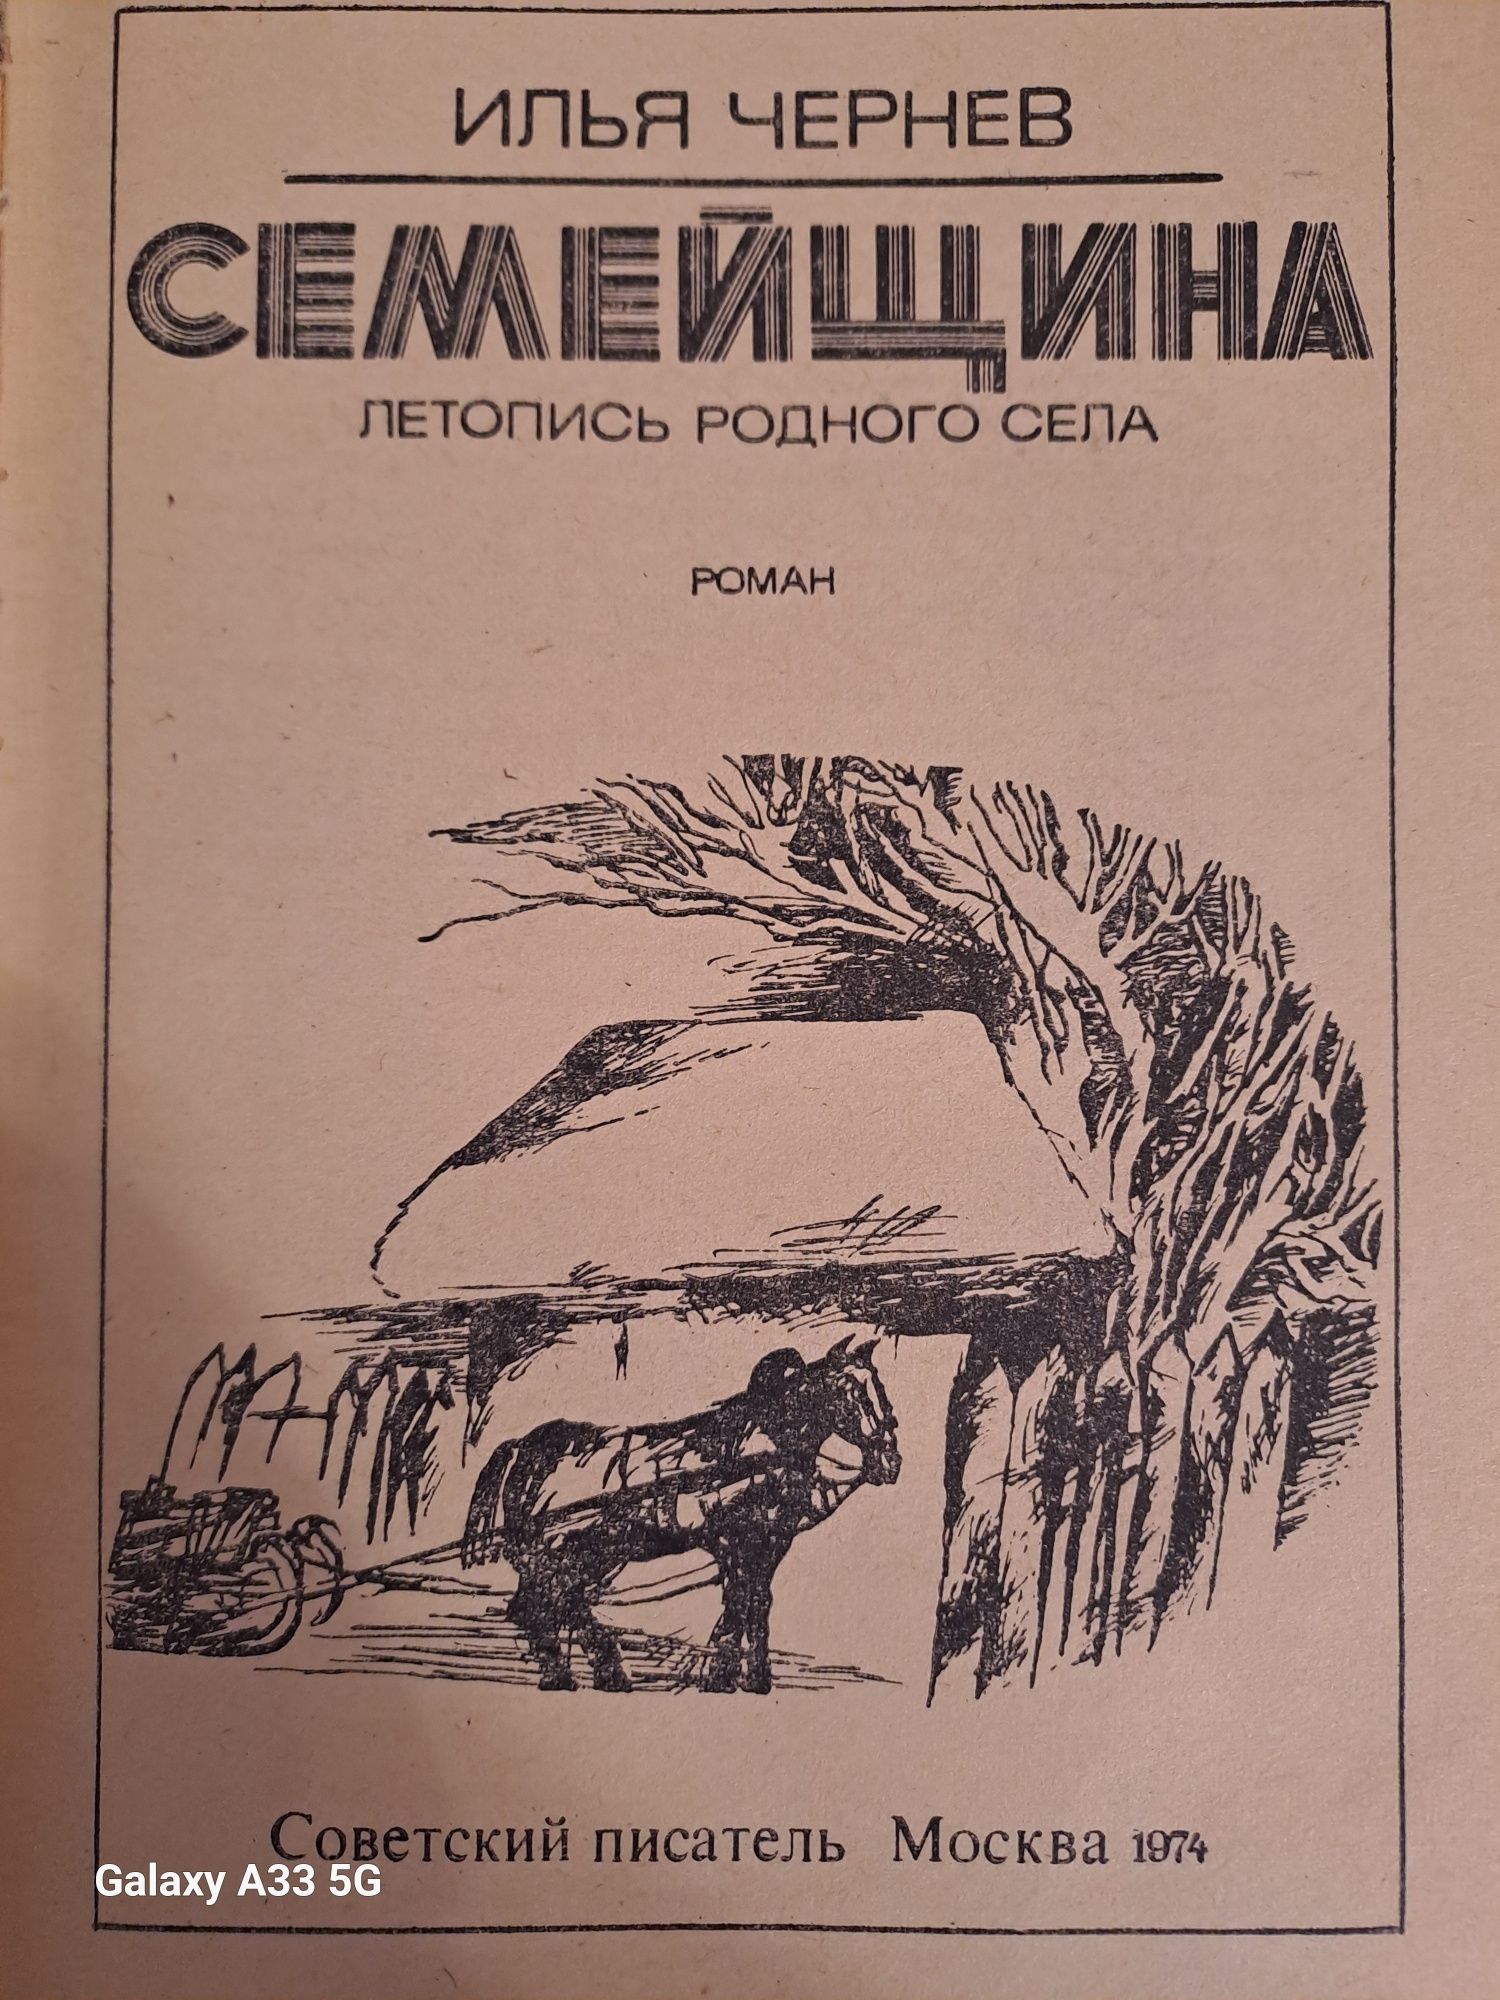 ИЛЬЯ ЧЕРНЕВ
СЕМЕЙЩИНА
ЛЕТОПИСЬ РОДНОГО СЕЛА
РОМАН
Советский писатель Москва 1974
Galaxy A33 5G